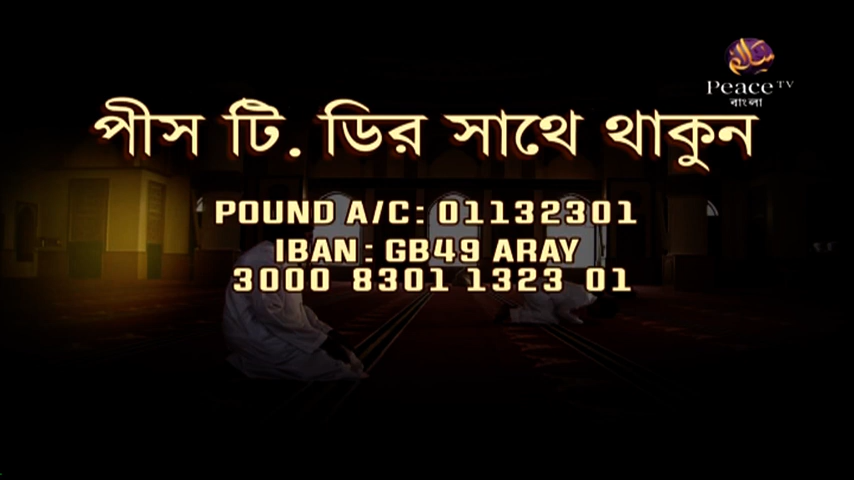 Peace TV
বাংলা
পীস টি. ভির সাথে থাকুন
POUND A/C : 01132301
IBAN : GB49 ARAY
3000 8301 1323 01